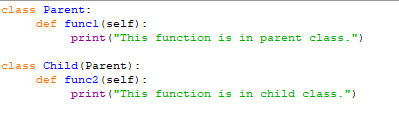 class Parent:
    def func1(self):
        print("This function is in parent class.")

class Child(Parent):
    def func2(self):
        print("This function is in child class.")